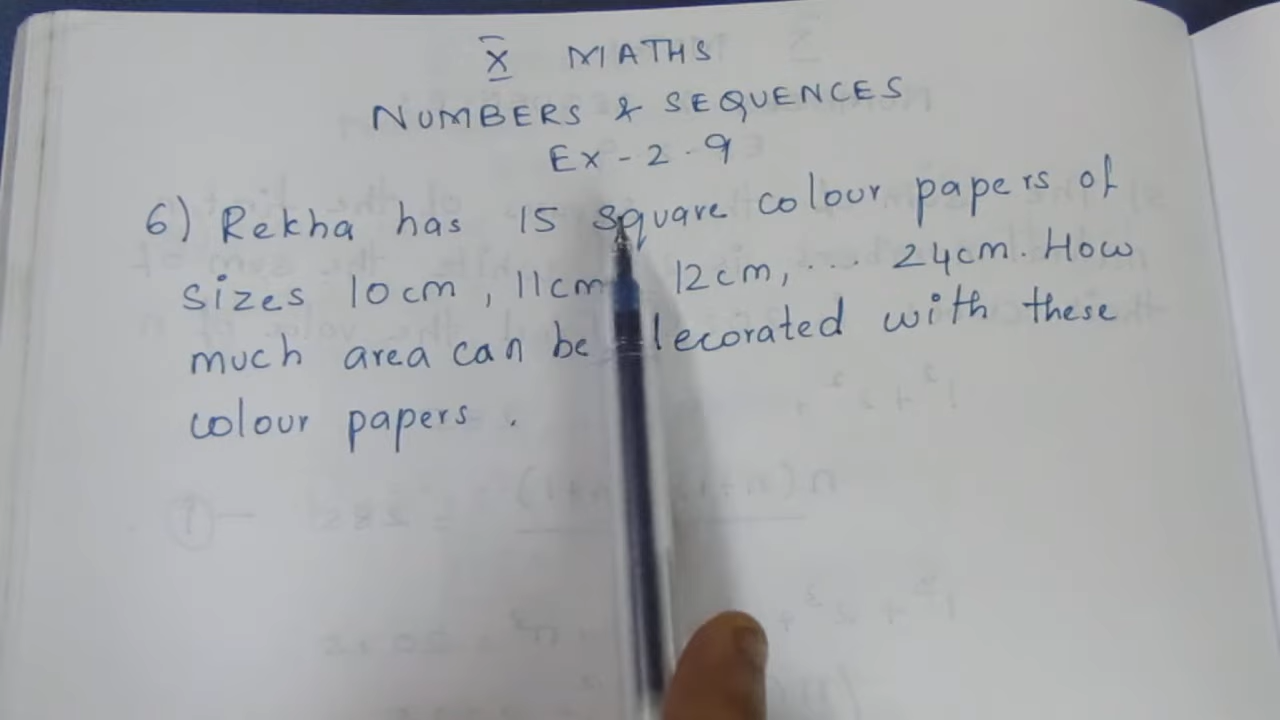 X MATHS
NUMBERS & SEQUENCES
Ex - 2.9
6) Rekha has 15 square colour papers of
sizes 10cm, 11cm 12cm, ... 24cm. How
much area can be decorated with these
colour papers.